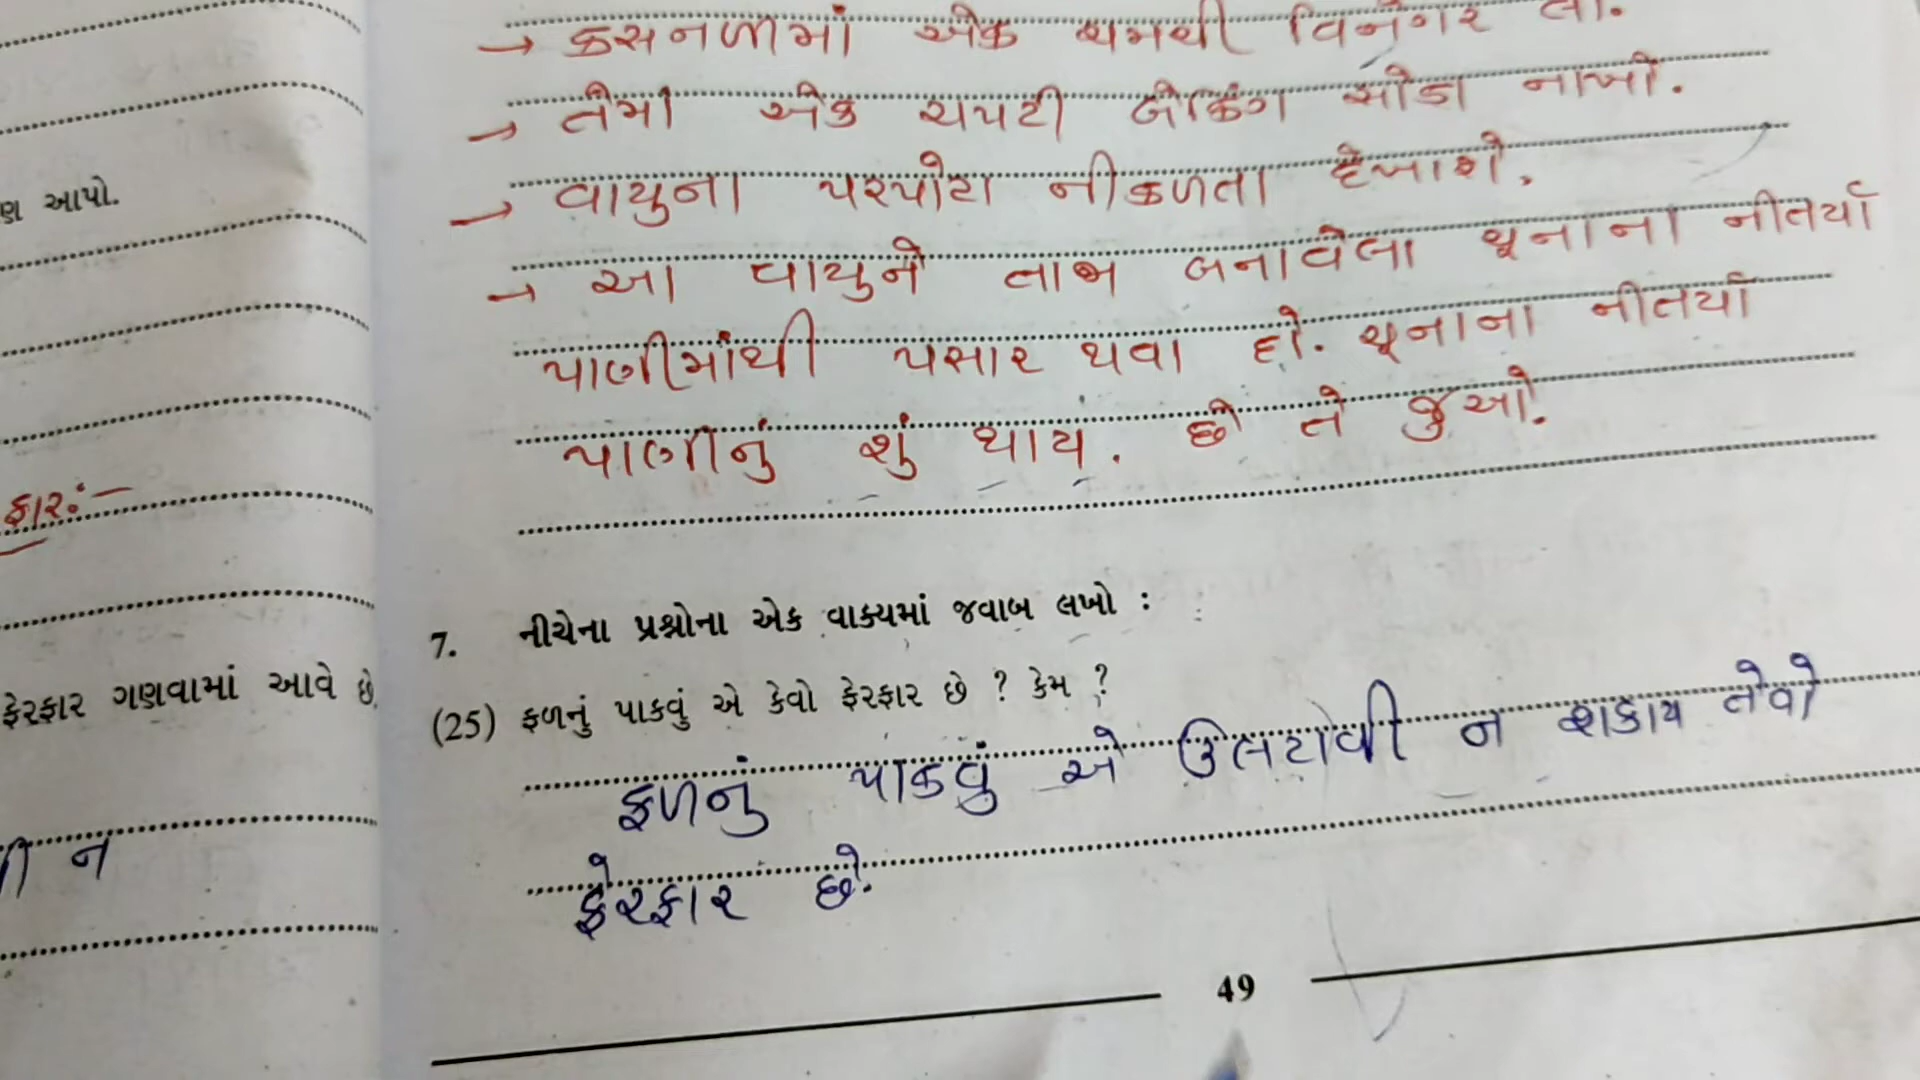 ણ આપો.
ફાર:-
ફેરફાર ગણવામાં આવે છે.
ી ન
→ કસનળીમાં એક ચમચી વિનેગર લો.
→ તેમાં એક ચપટી બેકિંગ સોડા નાખો.
→ વાયુના પરપોટા નીકળતા દેખાશે.
→ આ વાયુને તાજા બનાવેલા ચૂનાના નીતર્યા
પાણીમાંથી પસાર થવા દો. ચૂનાના નીતર્યા
પાણીનું શું થાય. છે તે જુઓ.
7. નીચેના પ્રશ્નોના એક વાક્યમાં જવાબ લખો :
(25) ફળનું પાકવું એ કેવો ફેરફાર છે ? કેમ ?
ફળનું પાકવું એ ઉલટાવી ન શકાય તેવો
ફેરફાર છે.
49